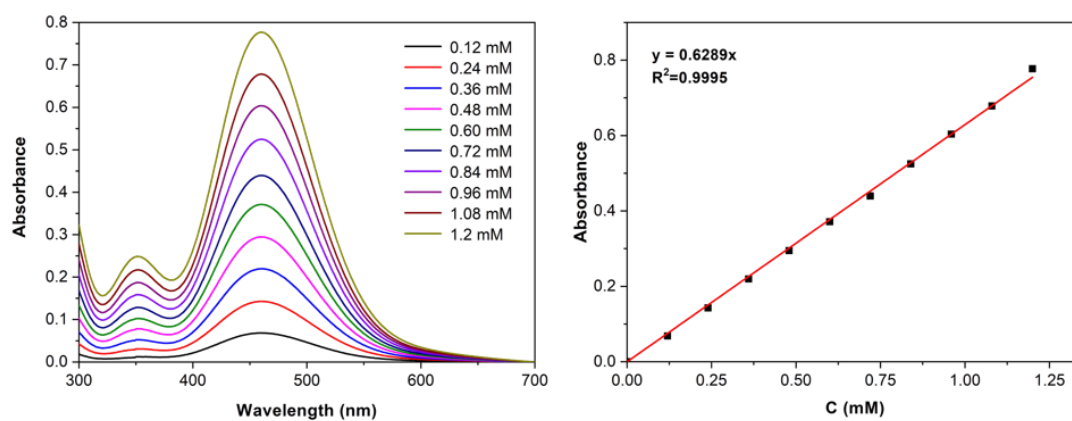 0.8
0.7
0.6
0.5
0.4
0.3
0.2
0.1
0.0
Absorbance
300
400
500
600
700
Wavelength (nm)
0.12 mM
0.24 mM
0.36 mM
0.48 mM
0.60 mM
0.72 mM
0.84 mM
0.96 mM
1.08 mM
1.2 mM
0.8
0.6
0.4
0.2
0.0
Absorbance
y = 0.6289x
R²=0.9995
0.00
0.25
0.50
0.75
1.00
1.25
C (mM)